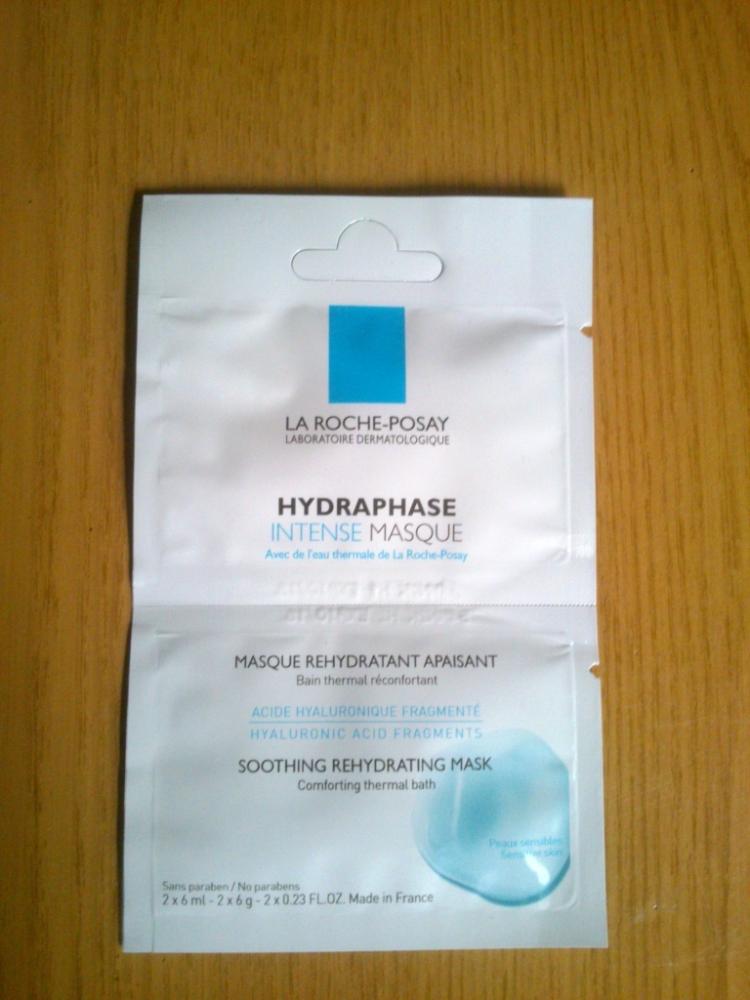 LA ROCHE-POSAY
LABORATOIRE DERMATOLOGIQUE
HYDRAPHASE
INTENSE MASQUE
Avec de l'eau thermale de La Roche-Posay
MASQUE REHYDRATANT APAISANT
Bain thermal réconfortant
ACIDE HYALURONIQUE FRAGMENTÉ
HYALURONIC ACID FRAGMENTS
SOOTHING REHYDRATING MASK
Comforting thermal bath
Peaux sensibles
Sensitive skin
Sans paraben / No parabens
2 x 6 ml - 2 x 6 g - 2 x 0.23 FL.OZ. Made in France